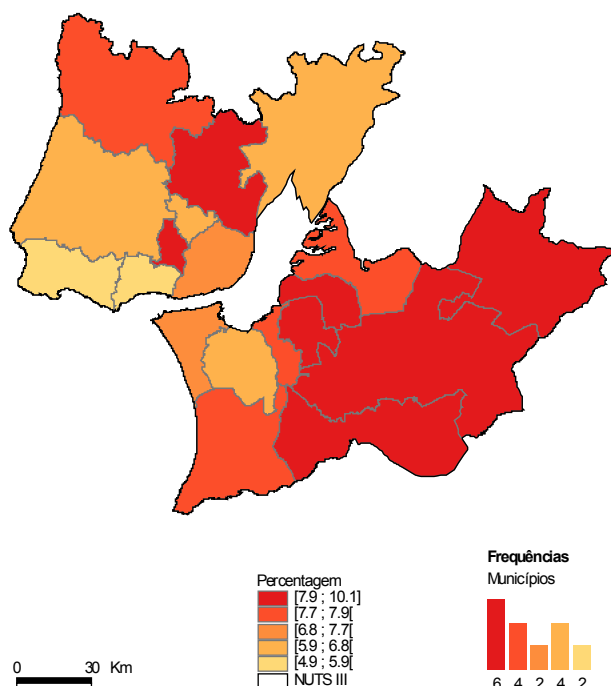 Percentagem
[7.9 ; 10.1]
[7.7 ; 7.9[
[6.8 ; 7.7[
[5.9 ; 6.8[
[4.9 ; 5.9[
NUTS III
0 30 Km
Frequências
Municípios
6 4 2 4 2